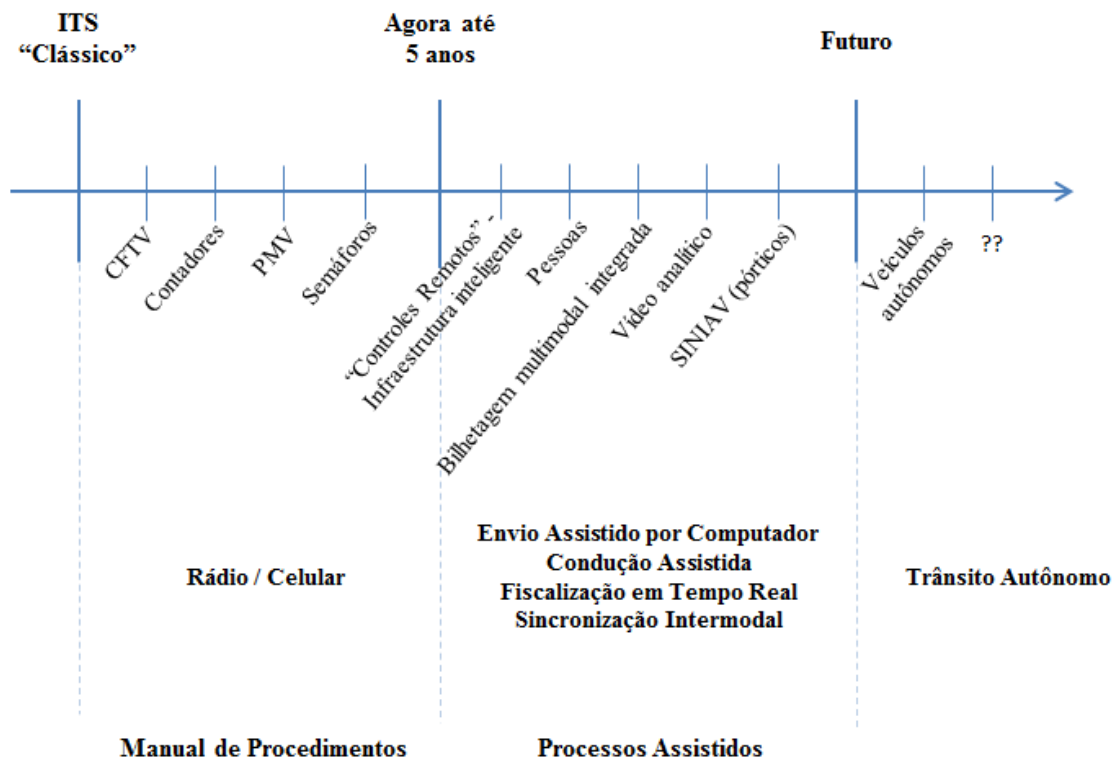 ITS
“Clássico”
Agora até
5 anos
Futuro
CFTV
Contadores
PMV
Semáforos
“Controles Remotos” -
Infraestrutura inteligente
Pessoas
Bilhetagem multimodal integrada
Vídeo analítico
SINIAV (pórticos)
Veículos
autônomos
??
Rádio / Celular
Envio Assistido por Computador
Condução Assistida
Fiscalização em Tempo Real
Sincronização Intermodal
Trânsito Autônomo
Manual de Procedimentos
Processos Assistidos